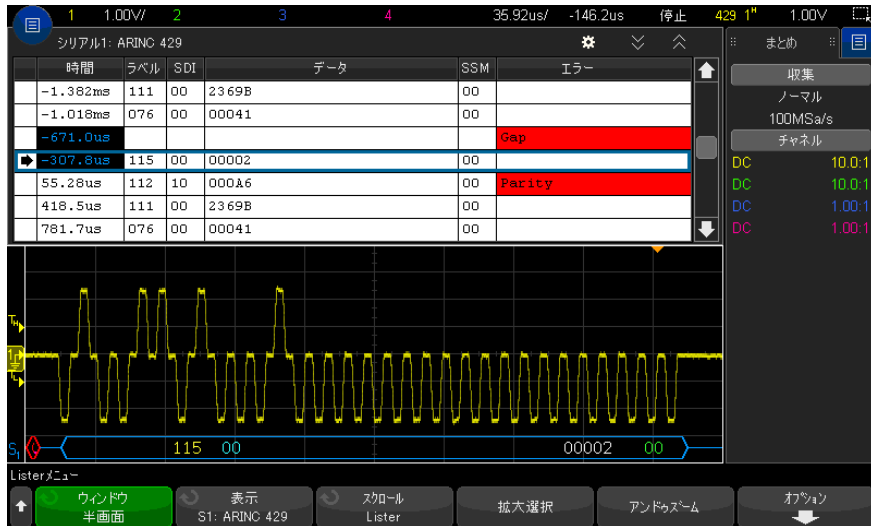 1 1.00V/ 2 3 4 35.92us/ -146.2us 停止 429 1" 1.00V
シリアル1: ARINC 429
まとめ
時間 ラベル SDI データ SSM エラー
-1.382ms 111 00 2369B 00
-1.018ms 076 00 00041 00
-671.0us Gap
-307.8us 115 00 00002 00
55.28us 112 10 000A6 00 Parity
418.5us 111 00 2369B 00
781.7us 076 00 00041 00
収集
ノーマル
100MSa/s
チャネル
DC 10.0:1
DC 10.0:1
DC 1.00:1
DC 1.00:1
TH
1
TL
S1 115 00 00002 00
Listerメニュー
ウィンドウ
半画面
表示
S1: ARINC 429
スクロール
Lister
拡大選択
アンドゥズーム
オプション